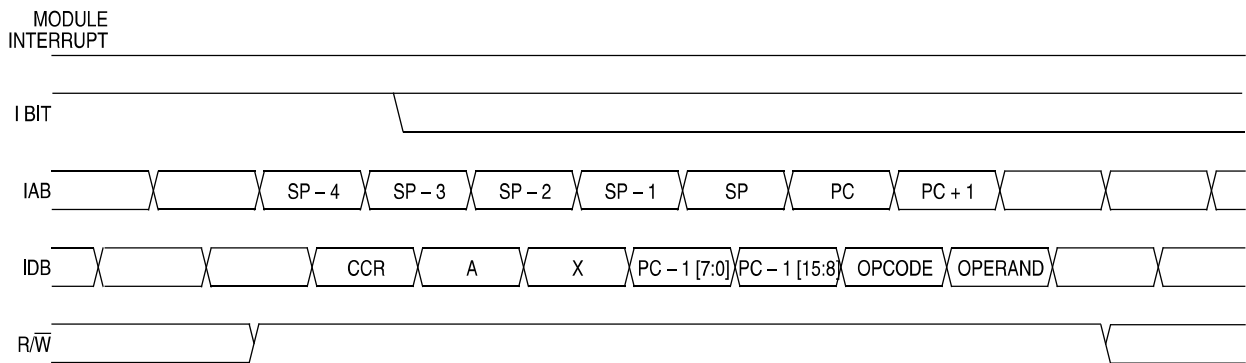 MODULE
INTERRUPT
I BIT
IAB SP – 4 SP – 3 SP – 2 SP – 1 SP PC PC + 1
IDB CCR A X PC – 1 [7:0] PC – 1 [15:8] OPCODE OPERAND
R/W̅